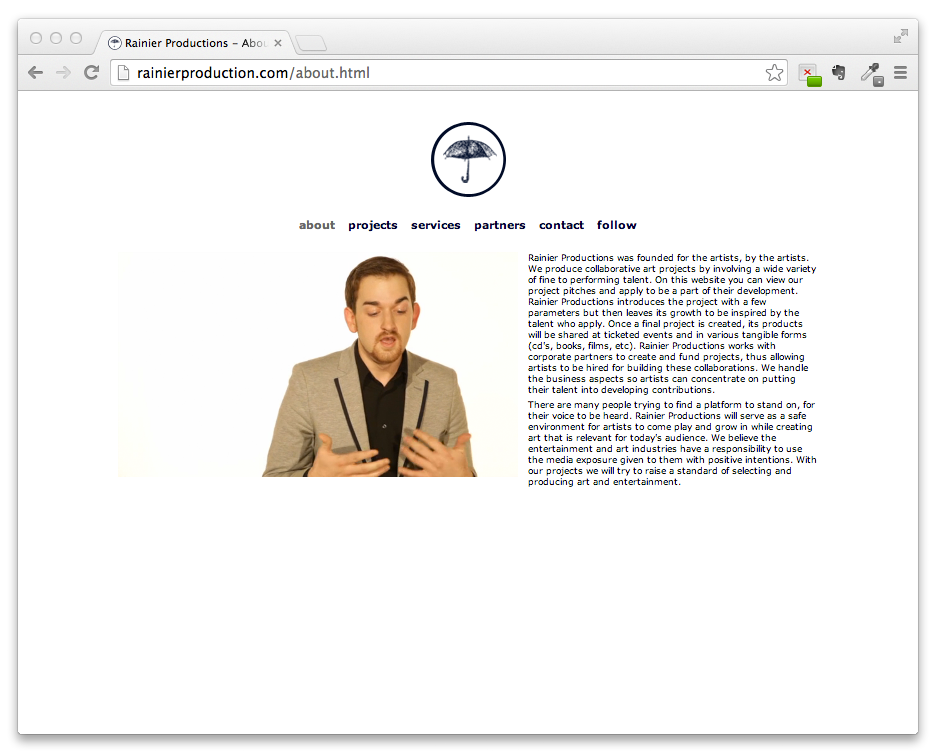 Rainier Productions – Abou
rainierproduction.com/about.html
about projects services partners contact follow
Rainier Productions was founded for the artists, by the artists.
We produce collaborative art projects by involving a wide variety
of fine to performing talent. On this website you can view our
project pitches and apply to be a part of their development.
Rainier Productions introduces the project with a few
parameters but then leaves its growth to be inspired by the
talent who apply. Once a final project is created, its products
will be shared at ticketed events and in various tangible forms
(cd's, books, films, etc). Rainier Productions works with
corporate partners to create and fund projects, thus allowing
artists to be hired for building these collaborations. We handle
the business aspects so artists can concentrate on putting
their talent into developing contributions.
There are many people trying to find a platform to stand on, for
their voice to be heard. Rainier Productions will serve as a safe
environment for artists to come play and grow in while creating
art that is relevant for today's audience. We believe the
entertainment and art industries have a responsibility to use
the media exposure given to them with positive intentions. With
our projects we will try to raise a standard of selecting and
producing art and entertainment.